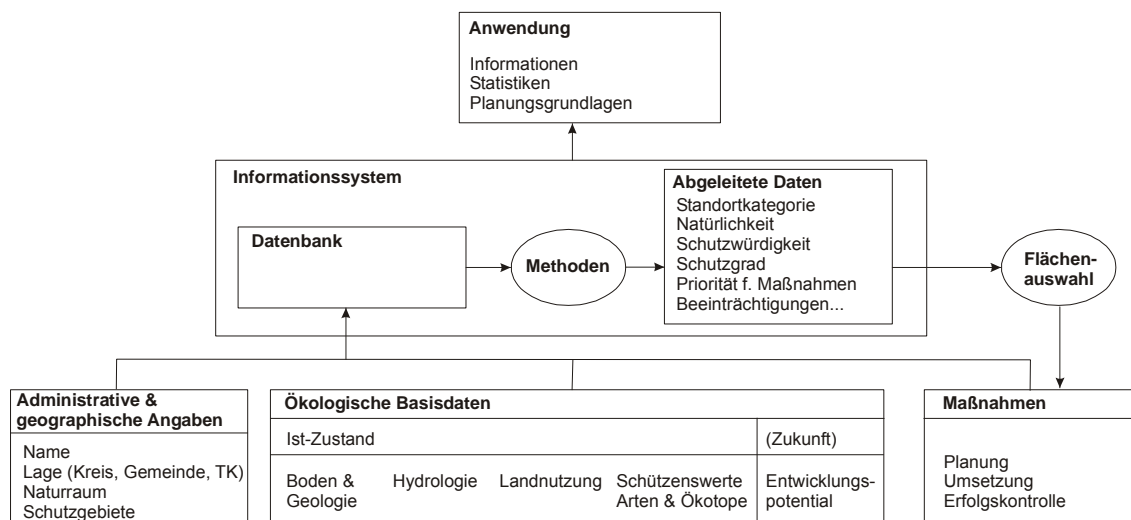 Anwendung
Informationen
Statistiken
Planungsgrundlagen
Informationssystem
Datenbank
Methoden
Abgeleitete Daten
Standortkategorie
Natürlichkeit
Schutzwürdigkeit
Schutzgrad
Priorität f. Maßnahmen
Beeinträchtigungen...
Flächen-
auswahl
Administrative &
geographische Angaben
Name
Lage (Kreis, Gemeinde, TK)
Naturraum
Schutzgebiete
Ökologische Basisdaten
Ist-Zustand
(Zukunft)
Boden &
Geologie
Hydrologie
Landnutzung
Schützenswerte
Arten & Ökotope
Entwicklungs-
potential
Maßnahmen
Planung
Umsetzung
Erfolgskontrolle